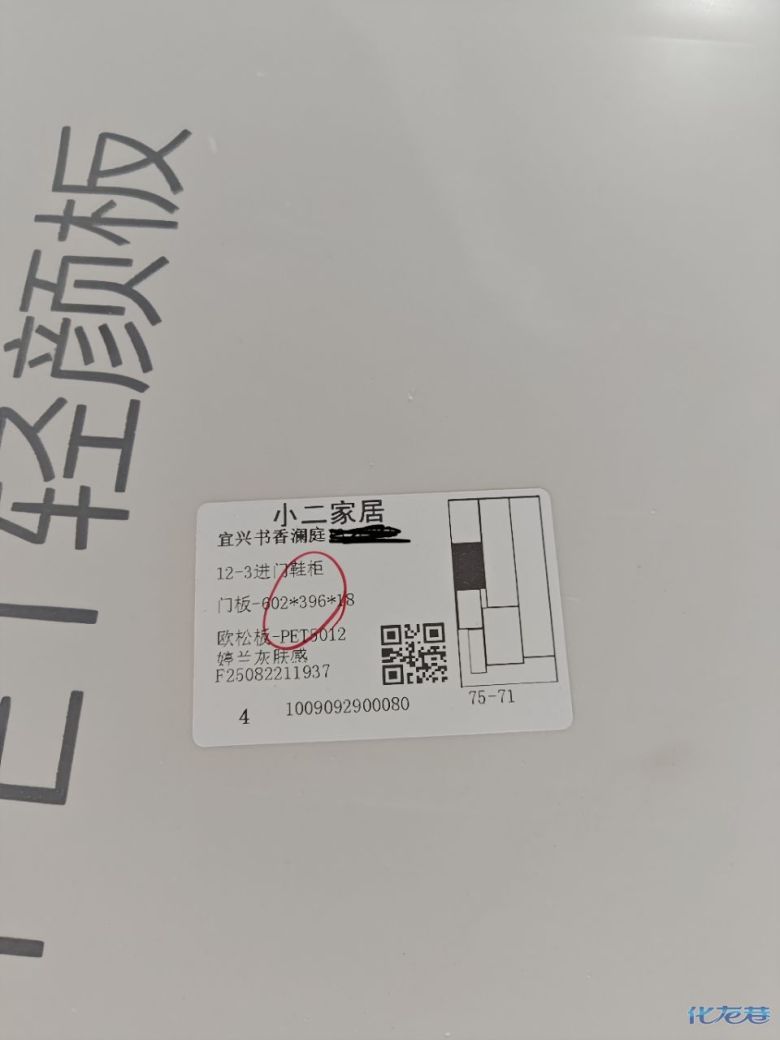 PET轻颜板
小二家居
宜兴书香澜庭
12-3进门鞋柜
门板-602*396*18
欧松板-PET5012
婷兰灰肤感
F25082211937
4 1009092900080
75-71
化龙巷